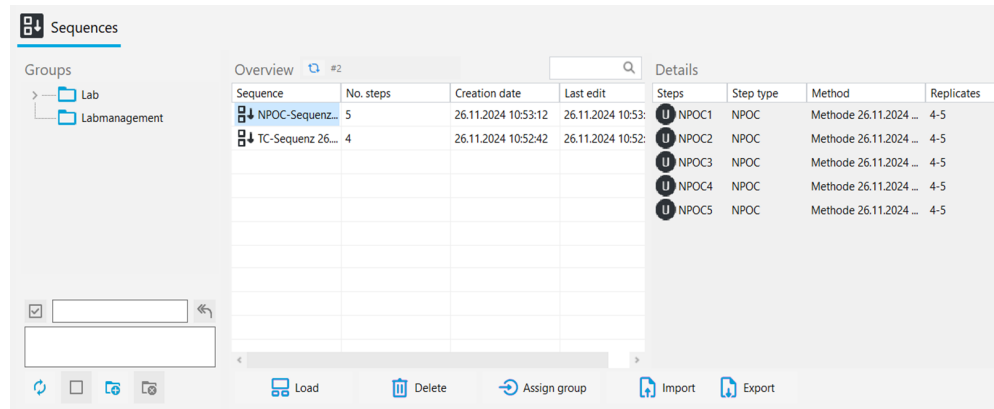 Sequences
Groups
Lab
Labmanagement
Overview #2
Sequence No. steps Creation date Last edit
NPOC-Sequenz... 5 26.11.2024 10:53:12 26.11.2024 10:53:
TC-Sequenz 26.... 4 26.11.2024 10:52:42 26.11.2024 10:52:
Details
Steps Step type Method Replicates
U NPOC1 NPOC Methode 26.11.2024 ... 4-5
U NPOC2 NPOC Methode 26.11.2024 ... 4-5
U NPOC3 NPOC Methode 26.11.2024 ... 4-5
U NPOC4 NPOC Methode 26.11.2024 ... 4-5
U NPOC5 NPOC Methode 26.11.2024 ... 4-5
Load Delete Assign group Import Export